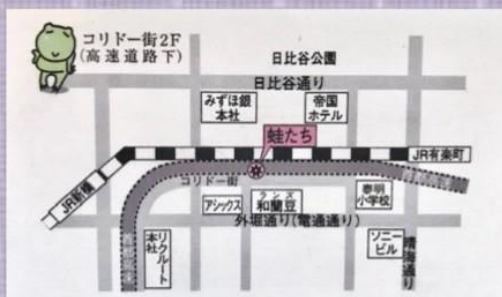 コリドー街2F
(高速道路下)
日比谷公園
日比谷通り
みずほ銀
本社
帝国
ホテル
蛙たち
JR有楽町
コリドー街
JR新橋
アシックス
ランズ
和蘭豆
泰明
小学校
外堀通り(電通通り)
リクルート
本社
ソニー
ビル
晴海通り